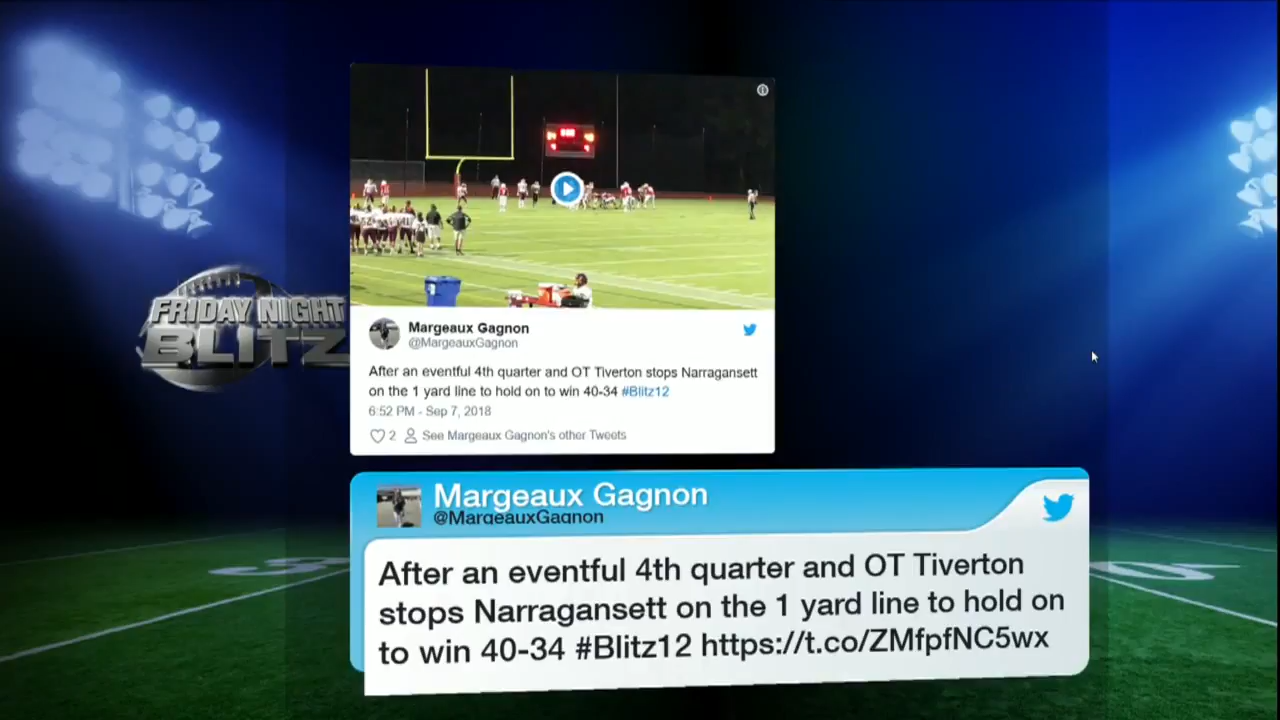 FRIDAY NIGHT
BLITZ
Margeaux Gagnon
@MargeauxGagnon
After an eventful 4th quarter and OT Tiverton stops Narragansett
on the 1 yard line to hold on to win 40-34 #Blitz12
6:52 PM - Sep 7, 2018
2 See Margeaux Gagnon's other Tweets
Margeaux Gagnon
@MargeauxGagnon
After an eventful 4th quarter and OT Tiverton
stops Narragansett on the 1 yard line to hold on
to win 40-34 #Blitz12 https://t.co/ZMfpfNC5wx